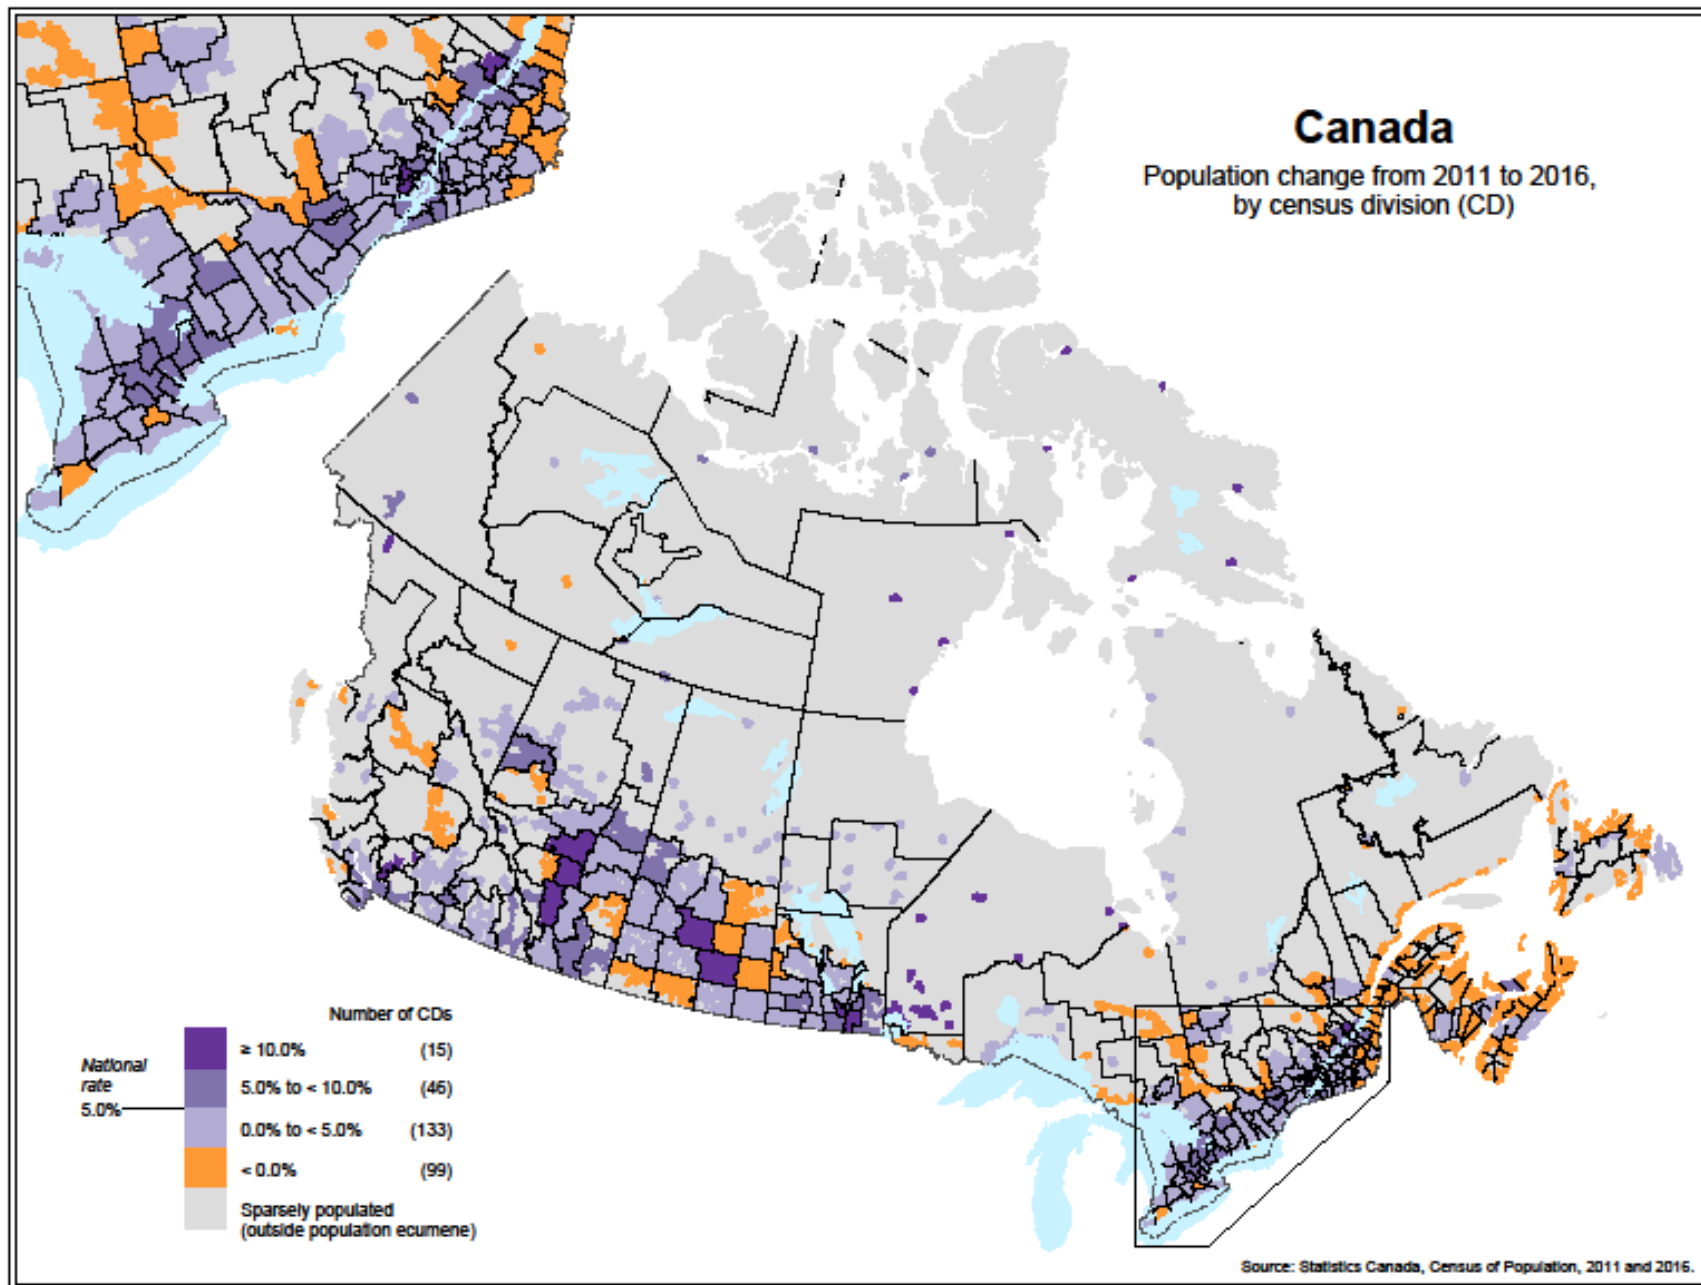 Canada
Population change from 2011 to 2016,
by census division (CD)
Number of CDs
National
rate
5.0%
≥ 10.0% (15)
5.0% to < 10.0% (46)
0.0% to < 5.0% (133)
< 0.0% (99)
Sparsely populated
(outside population ecumene)
Source: Statistics Canada, Census of Population, 2011 and 2016.